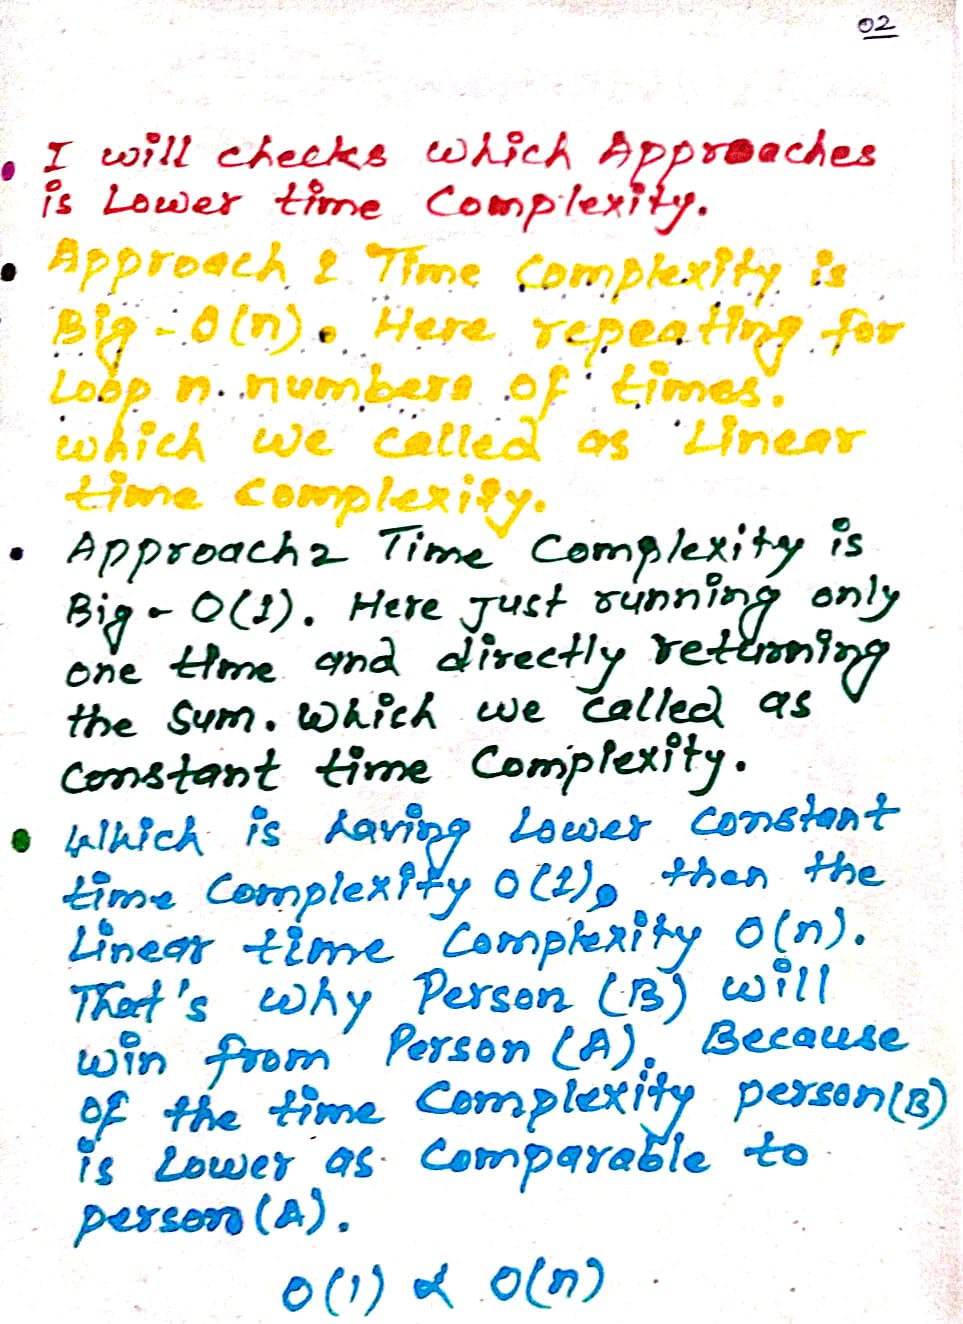 02
• I will checks which Approaches
is Lower time Complexity.
• Approach 1 Time Complexity is
Big - O(n). Here repeating for
Loop n numbers of times.
which we called as Linear
time complexity.
• Approach 2 Time Complexity is
Big - O(1). Here Just running only
one time and directly returning
the Sum. Which we called as
Constant time Complexity.
• Which is having Lower constant
time Complexity O(1), then the
Linear time Complexity O(n).
That's why Person (B) will
win from Person (A). Because
of the time Complexity person(B)
is Lower as comparable to
person(A).
O(1) < O(n)